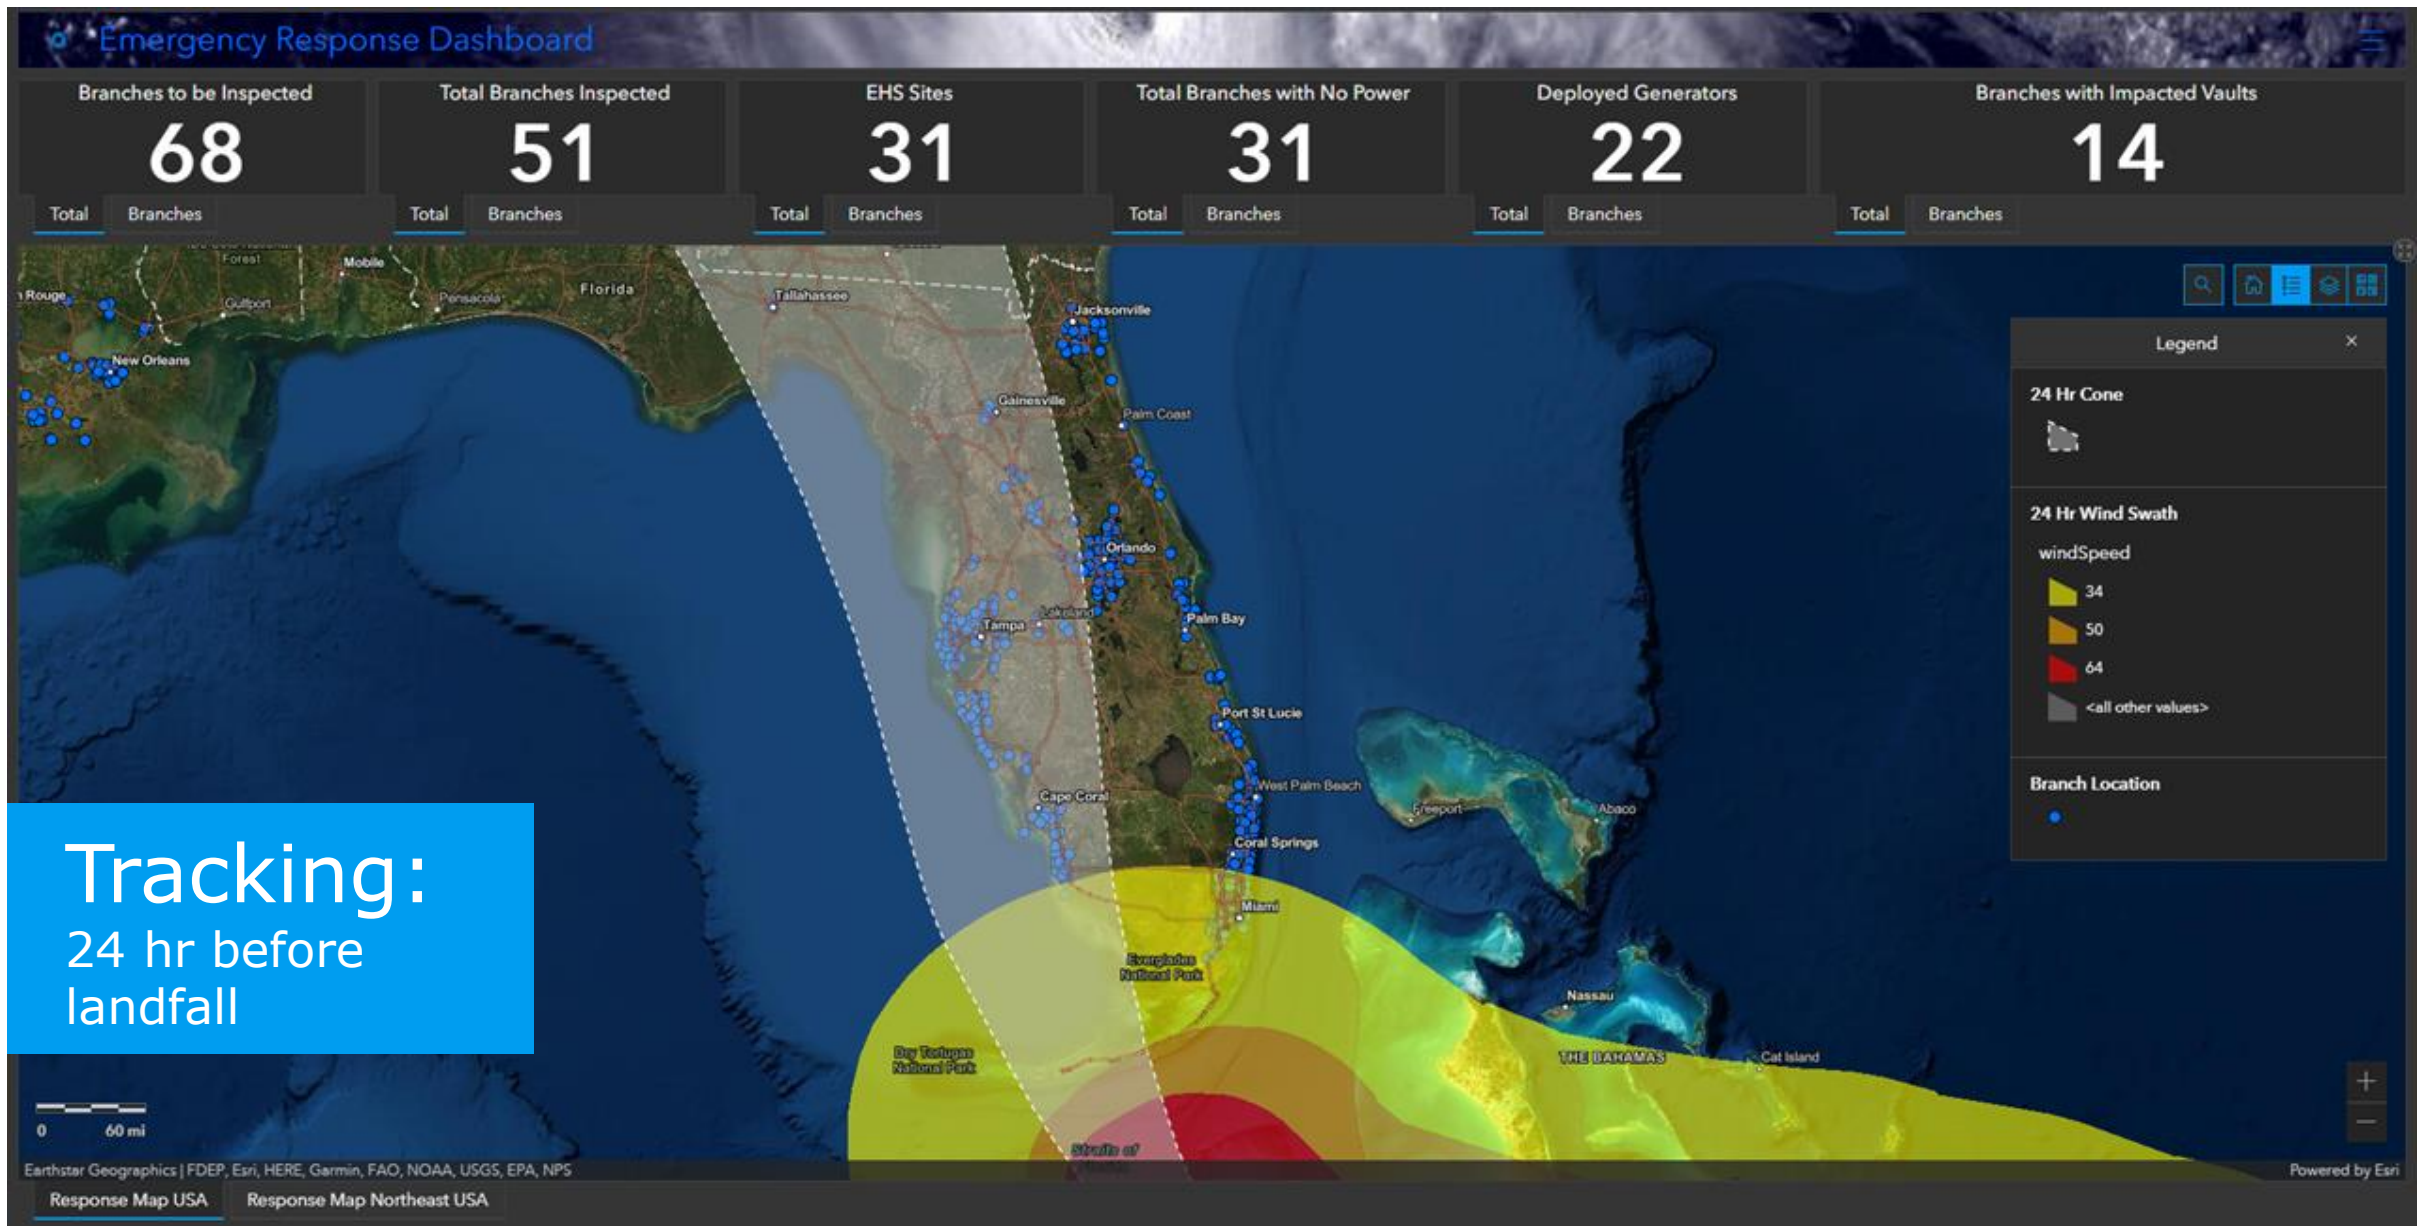 Emergency Response Dashboard
Branches to be Inspected
68
Total Branches
Total Branches Inspected
51
Total Branches
EHS Sites
31
Total Branches
Total Branches with No Power
31
Total Branches
Deployed Generators
22
Total Branches
Branches with Impacted Vaults
14
Total Branches
Forest
Mobile
Rouge
Gulfport
Pensacola
Florida
Tallahassee
Jacksonville
New Orleans
Gainesville
Palm Coast
Orlando
Lakeland
Tampa
Palm Bay
Port St Lucie
West Palm Beach
Cape Coral
Freeport
Abaco
Coral Springs
Miami
Everglades
National Park
Nassau
Dry Tortugas
National Park
THE BAHAMAS
Cat Island
Straits of
Legend
24 Hr Cone
24 Hr Wind Swath
windSpeed
34
50
64
<all other values>
Branch Location
Tracking:
24 hr before
landfall
0 60 mi
Earthstar Geographics | FDEP, Esri, HERE, Garmin, FAO, NOAA, USGS, EPA, NPS
Powered by Esri
Response Map USA Response Map Northeast USA